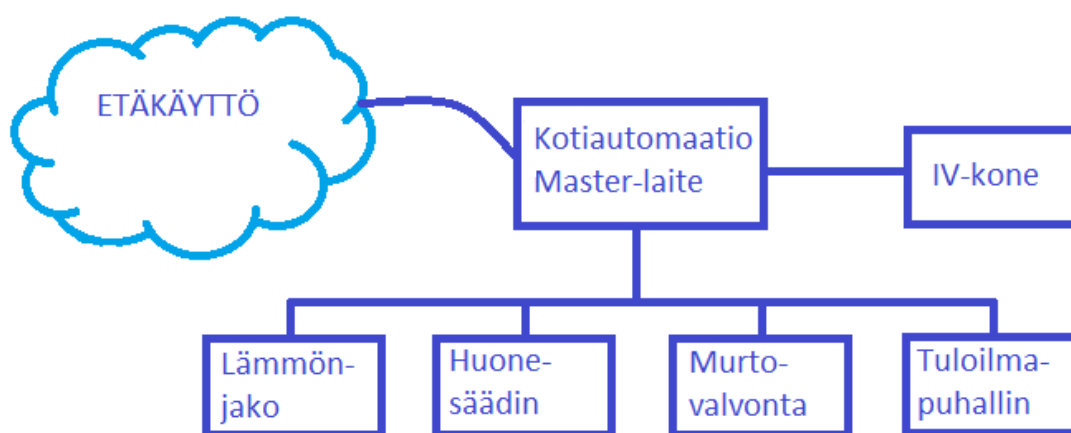 ETÄKÄYTTÖ
Kotiautomaatio
Master-laite
IV-kone
Lämmön-
jako
Huone-
säädin
Murto-
valvonta
Tuloilma-
puhallin